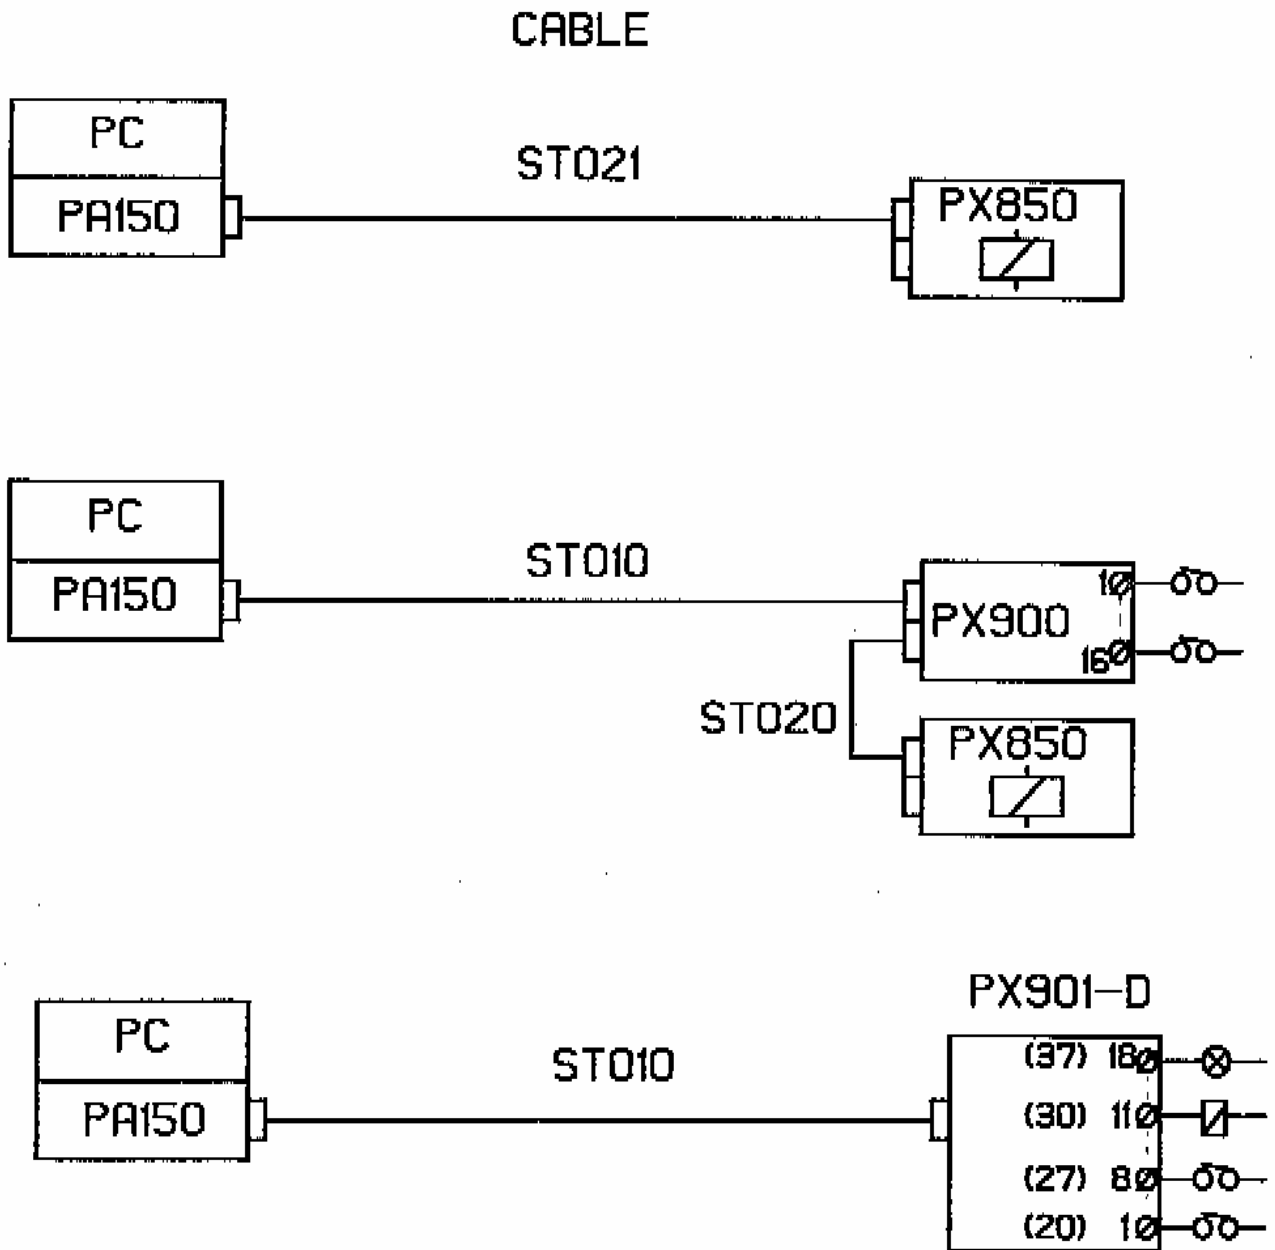 CABLE
PC
ST021
PA150
PX850
PC
ST010
PA150
PX900
1
16
ST020
PX850
PX901-D
PC
ST010
PA150
(37) 18
(30) 11
(27) 8
(20) 1